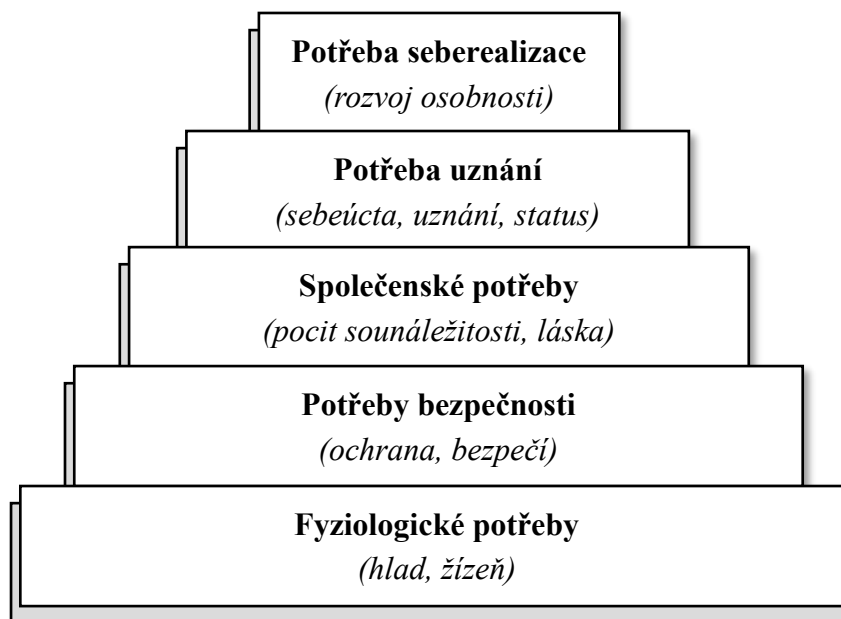 Potřeba seberealizace
(rozvoj osobnosti)
Potřeba uznání
(sebeúcta, uznání, status)
Společenské potřeby
(pocit sounáležitosti, láska)
Potřeby bezpečnosti
(ochrana, bezpečí)
Fyziologické potřeby
(hlad, žízeň)